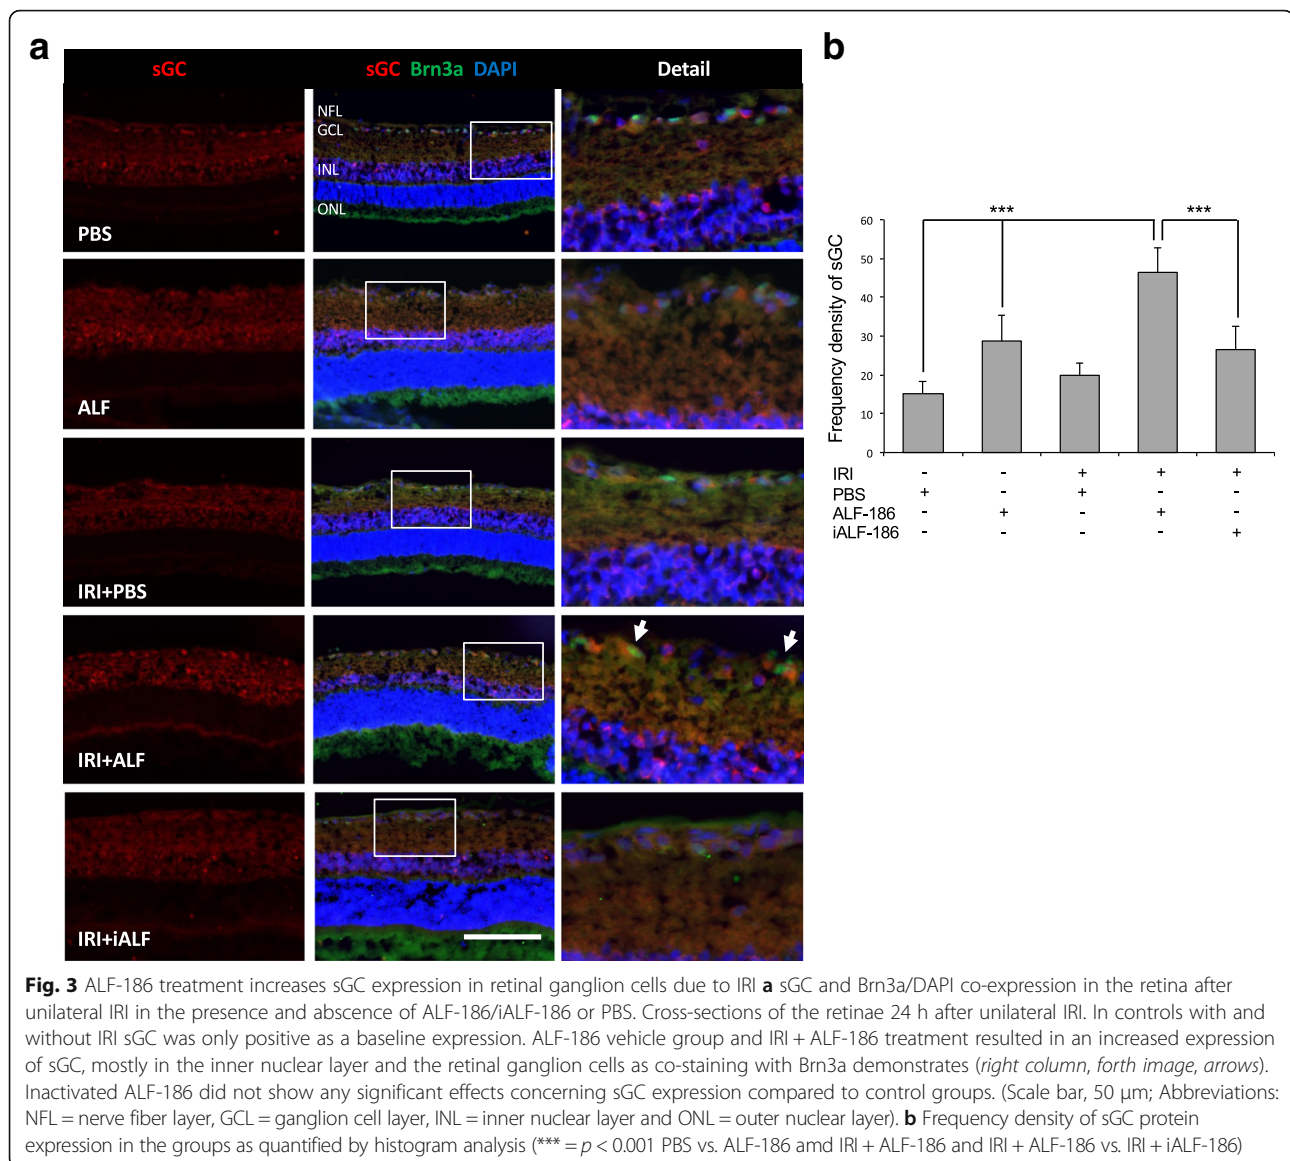 a
sGC
sGC Brn3a DAPI
Detail
NFL
GCL
INL
ONL
PBS
ALF
IRI+PBS
IRI+ALF
IRI+iALF
b
***
***
Frequency density of sGC
60
50
40
30
20
10
0
IRI - - + + +
PBS + - + - -
ALF-186 - + - + -
iALF-186 - - - - +
Fig. 3 ALF-186 treatment increases sGC expression in retinal ganglion cells due to IRI a sGC and Brn3a/DAPI co-expression in the retina after
unilateral IRI in the presence and abscence of ALF-186/iALF-186 or PBS. Cross-sections of the retinae 24 h after unilateral IRI. In controls with and
without IRI sGC was only positive as a baseline expression. ALF-186 vehicle group and IRI + ALF-186 treatment resulted in an increased expression
of sGC, mostly in the inner nuclear layer and the retinal ganglion cells as co-staining with Brn3a demonstrates (right column, forth image, arrows).
Inactivated ALF-186 did not show any significant effects concerning sGC expression compared to control groups. (Scale bar, 50 μm; Abbreviations:
NFL = nerve fiber layer, GCL = ganglion cell layer, INL = inner nuclear layer and ONL = outer nuclear layer). b Frequency density of sGC protein
expression in the groups as quantified by histogram analysis (*** = p < 0.001 PBS vs. ALF-186 amd IRI + ALF-186 and IRI + ALF-186 vs. IRI + iALF-186)